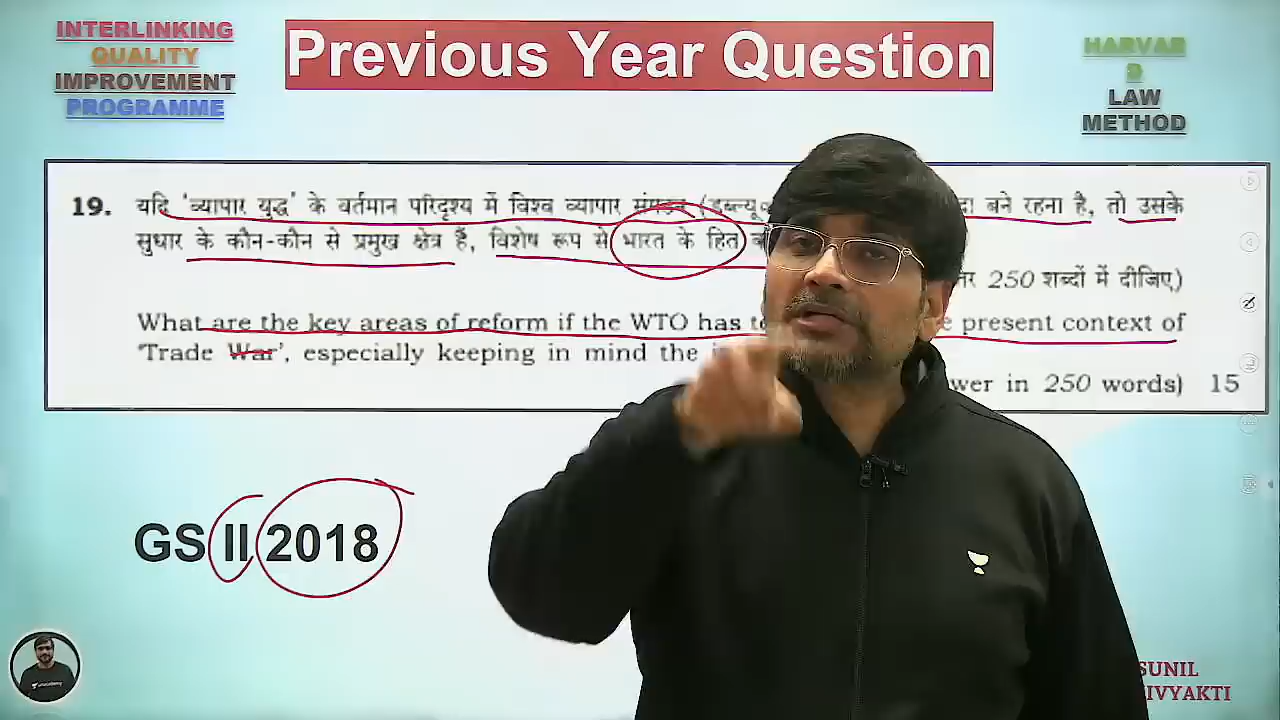 INTERLINKING
QUALITY
IMPROVEMENT
PROGRAMME
Previous Year Question
HARVAR
D
LAW
METHOD
19. यदि 'व्यापार युद्ध' के वर्तमान परिदृश्य में विश्व व्यापार संगठन बने रहना है, तो उसके
सुधार के कौन-कौन से प्रमुख क्षेत्र हैं, विशेष रूप से भारत के हित
250 शब्दों में दीजिए)
What are the key areas of reform if the WTO has present context of
'Trade War', especially keeping in mind the
in 250 words) 15
GS II 2018
SUNIL